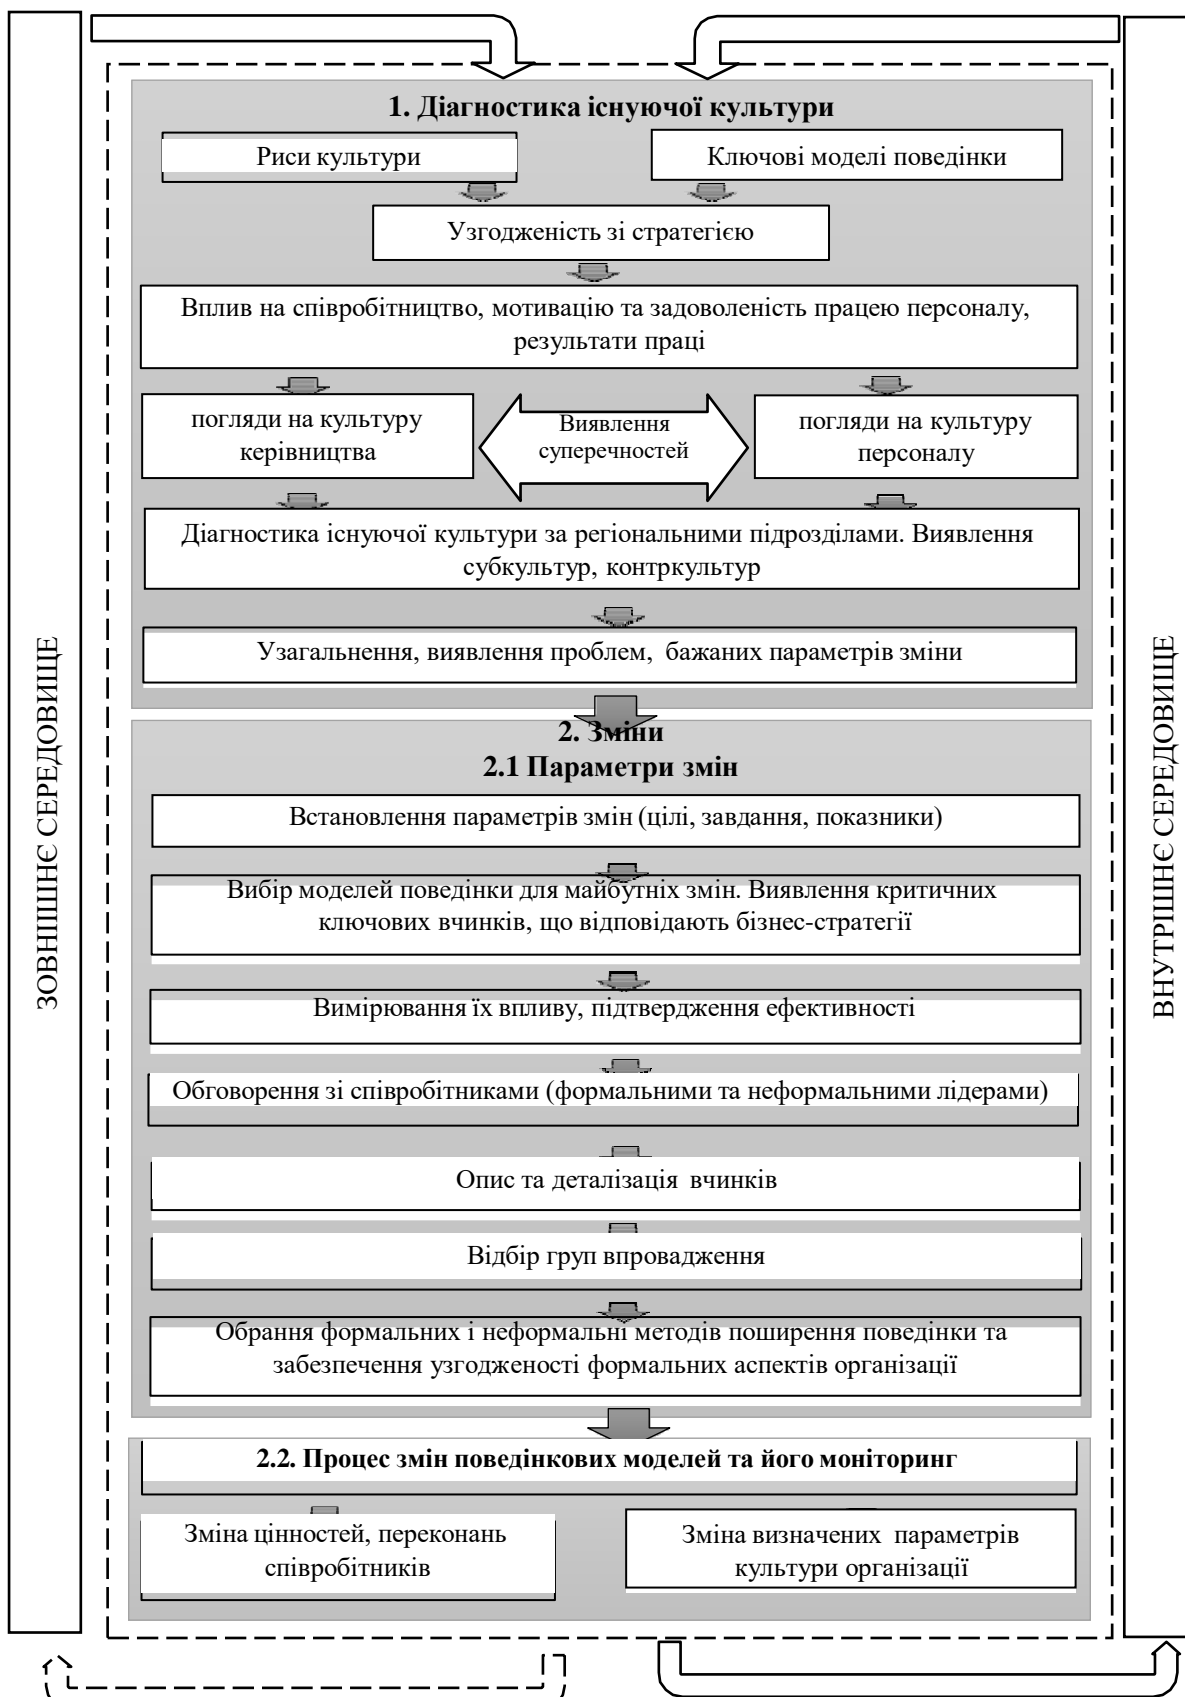 1. Діагностика існуючої культури
Риси культури
Ключові моделі поведінки
Узгодженість зі стратегією
Вплив на співробітництво, мотивацію та задоволеність працею персоналу,
результати праці
погляди на культуру
керівництва
Виявлення
суперечностей
погляди на культуру
персоналу
Діагностика існуючої культури за регіональними підрозділами. Виявлення
субкультур, контркультур
Узагальнення, виявлення проблем, бажаних параметрів зміни
2. Зміни
2.1 Параметри змін
Встановлення параметрів змін (цілі, завдання, показники)
Вибір моделей поведінки для майбутніх змін. Виявлення критичних
ключових вчинків, що відповідають бізнес-стратегії
Вимірювання їх впливу, підтвердження ефективності
Обговорення зі співробітниками (формальними та неформальними лідерами)
Опис та деталізація вчинків
Відбір груп впровадження
Обрання формальних і неформальні методів поширення поведінки та
забезпечення узгодженості формальних аспектів організації
2.2. Процес змін поведінкових моделей та його моніторинг
Зміна цінностей, переконань
співробітників
Зміна визначених параметрів
культури організації
ЗОВНІШНЄ СЕРЕДОВИЩЕ
ВНУТРІШНЄ СЕРЕДОВИЩЕ